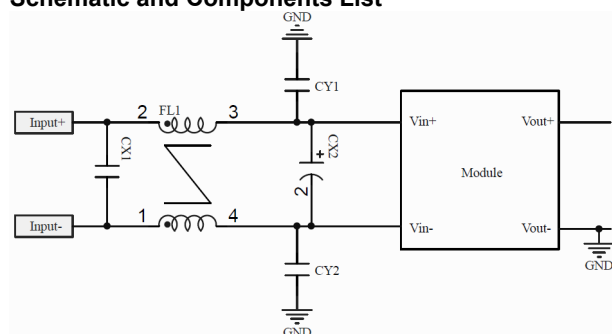 Schematic and Components List
GND
CY1
Input+
2
FL1
3
Vin+
Vout+
CX1
+
CX2
2
Module
Input-
1
4
Vin-
Vout-
GND
CY2
GND